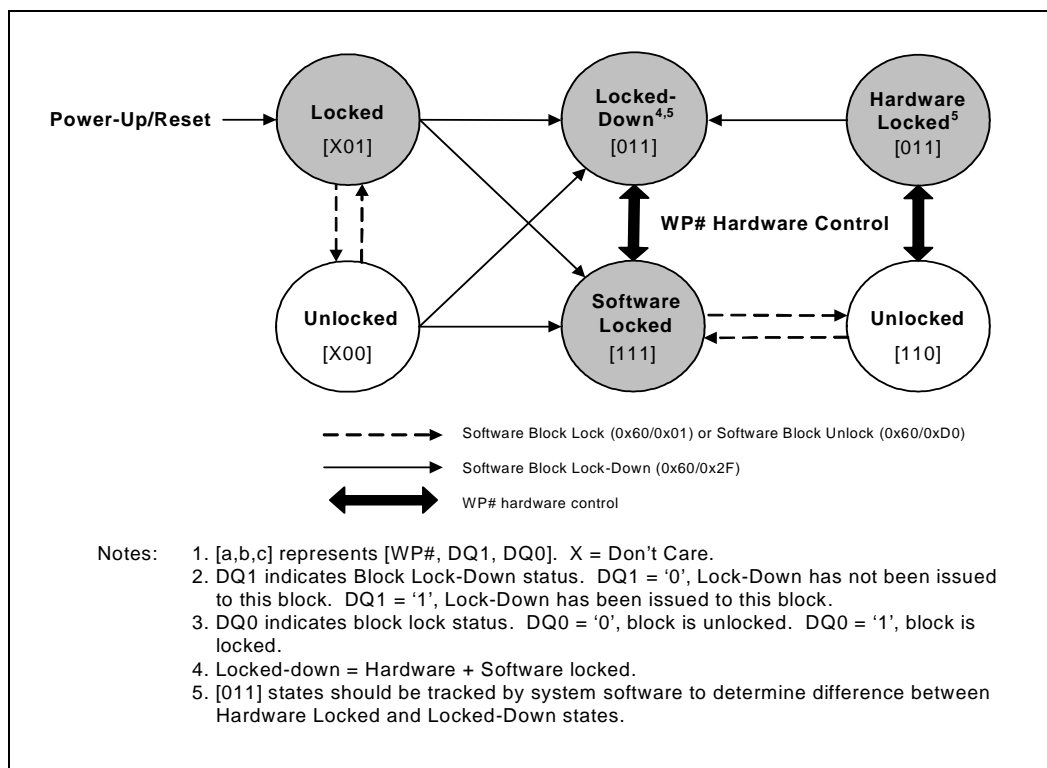 Power-Up/Reset
Locked
[X01]
Locked-
Down4,5
[011]
Hardware
Locked5
[011]
WP# Hardware Control
Unlocked
[X00]
Software
Locked
[111]
Unlocked
[110]
Software Block Lock (0x60/0x01) or Software Block Unlock (0x60/0xD0)
Software Block Lock-Down (0x60/0x2F)
WP# hardware control
Notes: 1. [a,b,c] represents [WP#, DQ1, DQ0]. X = Don't Care.
2. DQ1 indicates Block Lock-Down status. DQ1 = ‘0’, Lock-Down has not been issued
to this block. DQ1 = ‘1’, Lock-Down has been issued to this block.
3. DQ0 indicates block lock status. DQ0 = ‘0’, block is unlocked. DQ0 = ‘1’, block is
locked.
4. Locked-down = Hardware + Software locked.
5. [011] states should be tracked by system software to determine difference between
Hardware Locked and Locked-Down states.